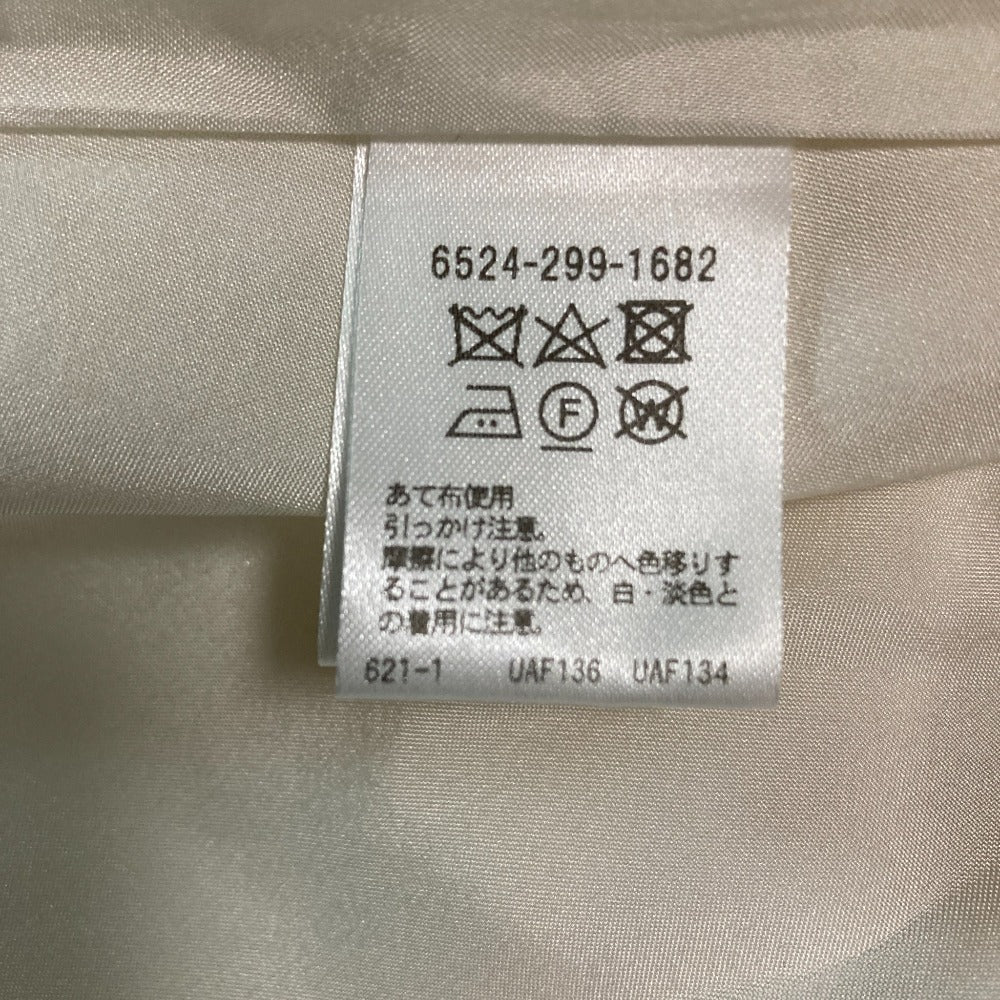 6524-299-1682
F W
あて布使用
引っかけ注意。
摩擦により他のものへ色移りす
ることがあるため、白・淡色と
の着用に注意。
621-1 UAF136 UAF134